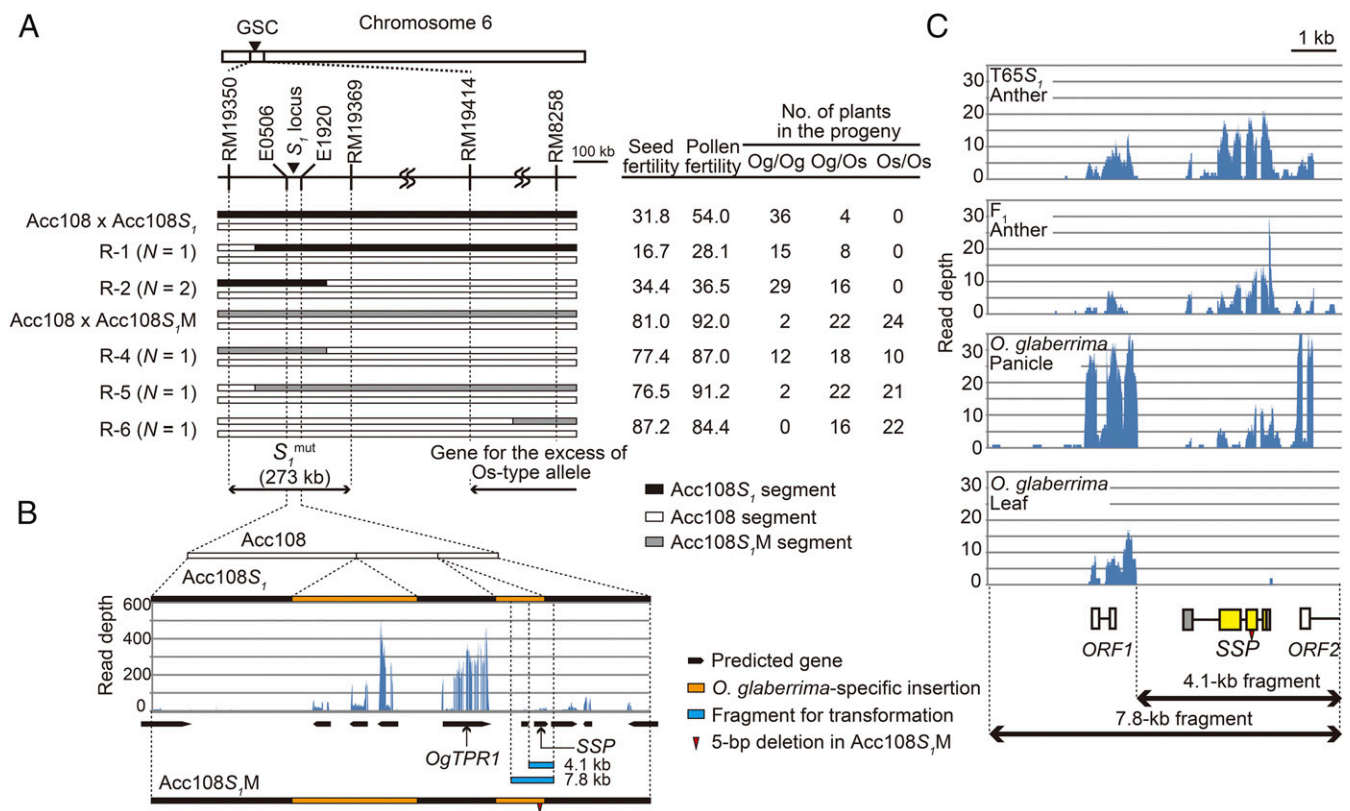 A
GSC
Chromosome 6
RM19350
E0506
S1 locus
E1920
RM19369
RM19414
RM8258
100 kb
Seed fertility
Pollen fertility
No. of plants in the progeny
Og/Og Og/Os Os/Os
Acc108 x Acc108S1 31.8 54.0 36 4 0
R-1 (N = 1) 16.7 28.1 15 8 0
R-2 (N = 2) 34.4 36.5 29 16 0
Acc108 x Acc108S1M 81.0 92.0 2 22 24
R-4 (N = 1) 77.4 87.0 12 18 10
R-5 (N = 1) 76.5 91.2 2 22 21
R-6 (N = 1) 87.2 84.4 0 16 22
S1mut
(273 kb)
Gene for the excess of
Os-type allele
Acc108S1 segment
Acc108 segment
Acc108S1M segment
B
Acc108
Acc108S1
Read depth
600
400
200
0
OgTPR1
SSP
4.1 kb
7.8 kb
Acc108S1M
Predicted gene
O. glaberrima-specific insertion
Fragment for transformation
5-bp deletion in Acc108S1M
C
1 kb
Read depth
T65S1
Anther
30
20
10
0
F1
Anther
30
20
10
0
O. glaberrima
Panicle
30
20
10
0
O. glaberrima
Leaf
30
20
10
0
ORF1
SSP
ORF2
4.1-kb fragment
7.8-kb fragment